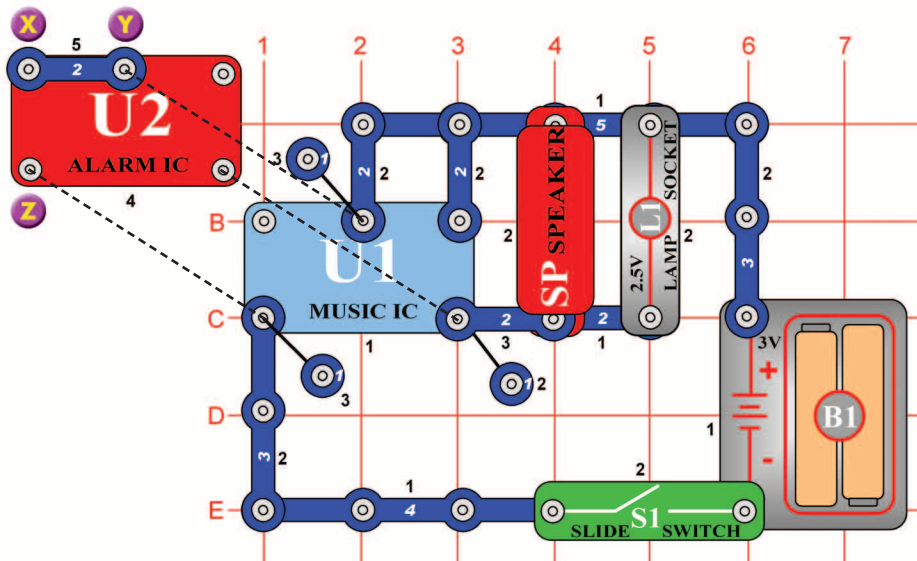 X Y
5
2
1 2 3 4 5 6 7
U2
ALARM IC
Z
4
3 1
2 2
2 2
1
5
2
B
U1
MUSIC IC
1
2
SP SPEAKER
2.5V
L1
LAMP SOCKET
2
3
C
2
3
2
1
3V
+
-
B1
1
1
3
1
2
D
3
2
E
1
4
2
S1
SLIDE SWITCH